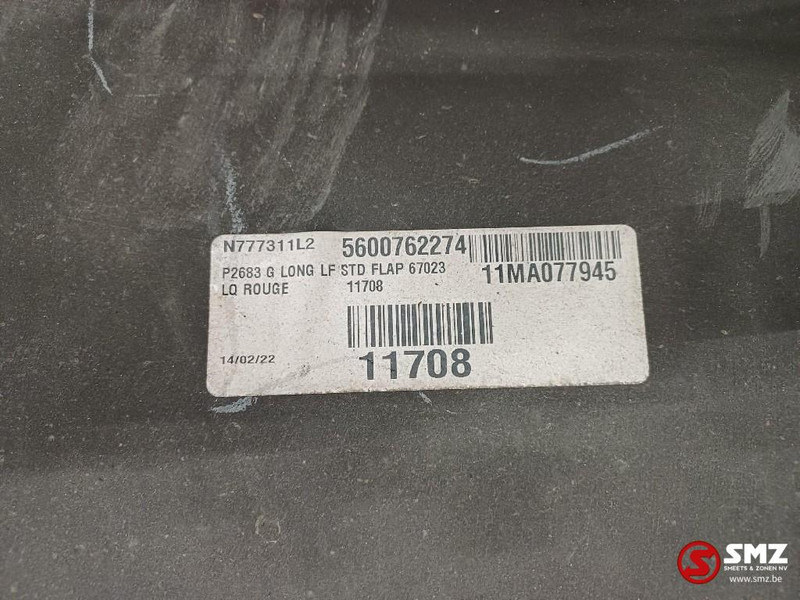 N777311L2 5600762274
P2683 G LONG LF STD FLAP 67023 11MA077945
LQ ROUGE 11708
14/02/22 11708
SMZ
SMEETS & ZONEN NV
www.smz.be